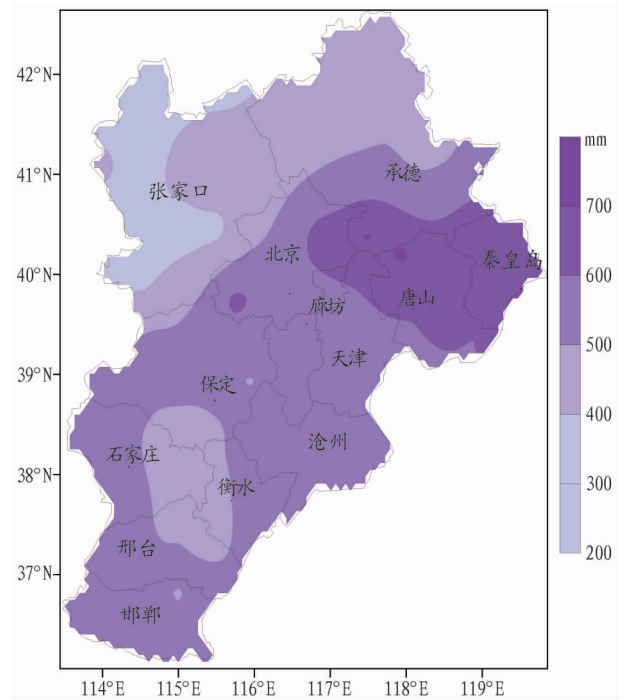 42°N
41°N
40°N
39°N
38°N
37°N
张家口
承德
北京
秦皇岛
廊坊
唐山
天津
保定
石家庄
沧州
衡水
邢台
邯郸
114°E
115°E
116°E
117°E
118°E
119°E
mm
700
600
500
400
300
200